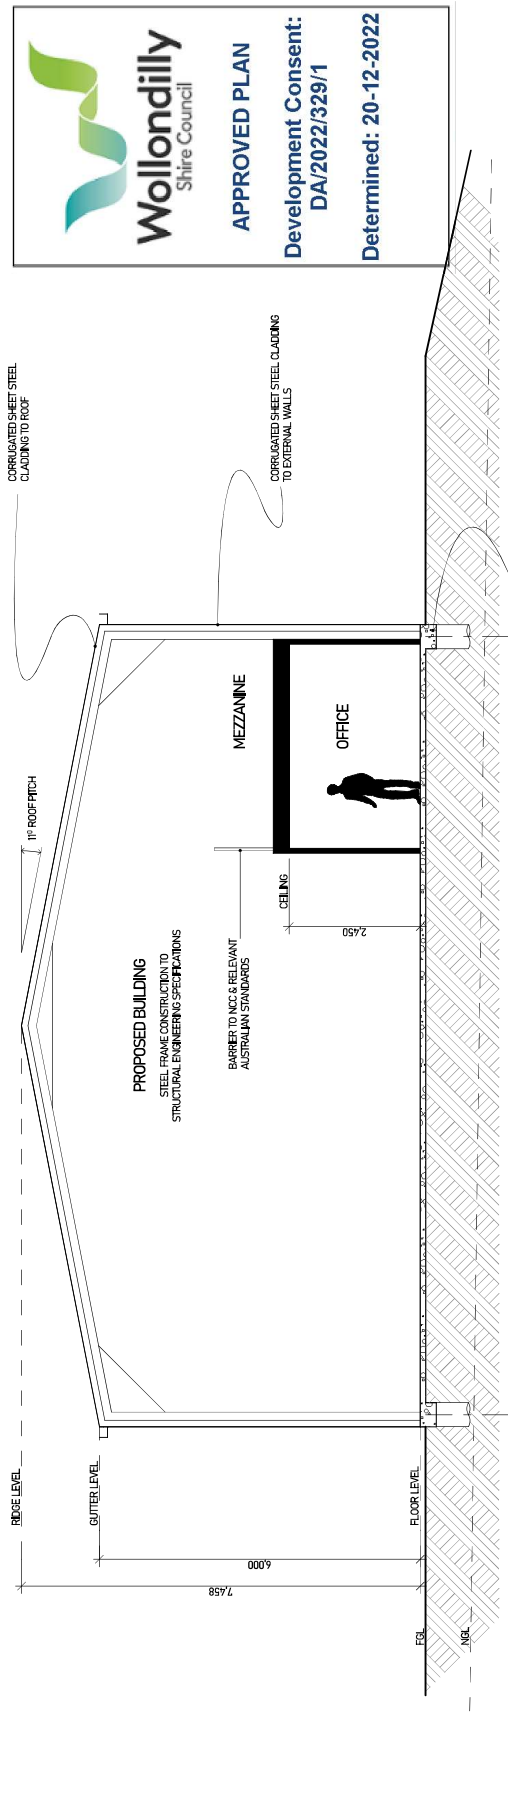 RIDGE LEVEL
GUTTER LEVEL
FLOOR LEVEL
FGL
NGL
7,458
6,000
PROPOSED BUILDING
STEEL FRAME CONSTRUCTION TO
STRUCTURAL ENGINEERING SPECIFICATIONS
BARRIER TO NCC & RELEVANT
AUSTRALIAN STANDARDS
2,450
CEILING
11° ROOF PITCH
MEZZANINE
OFFICE
CORRUGATED SHEET STEEL
CLADDING TO ROOF
CORRUGATED SHEET STEEL CLADDING
TO EXTERNAL WALLS
Wollondilly
Shire Council
APPROVED PLAN
Development Consent:
DA/2022/329/1
Determined: 20-12-2022